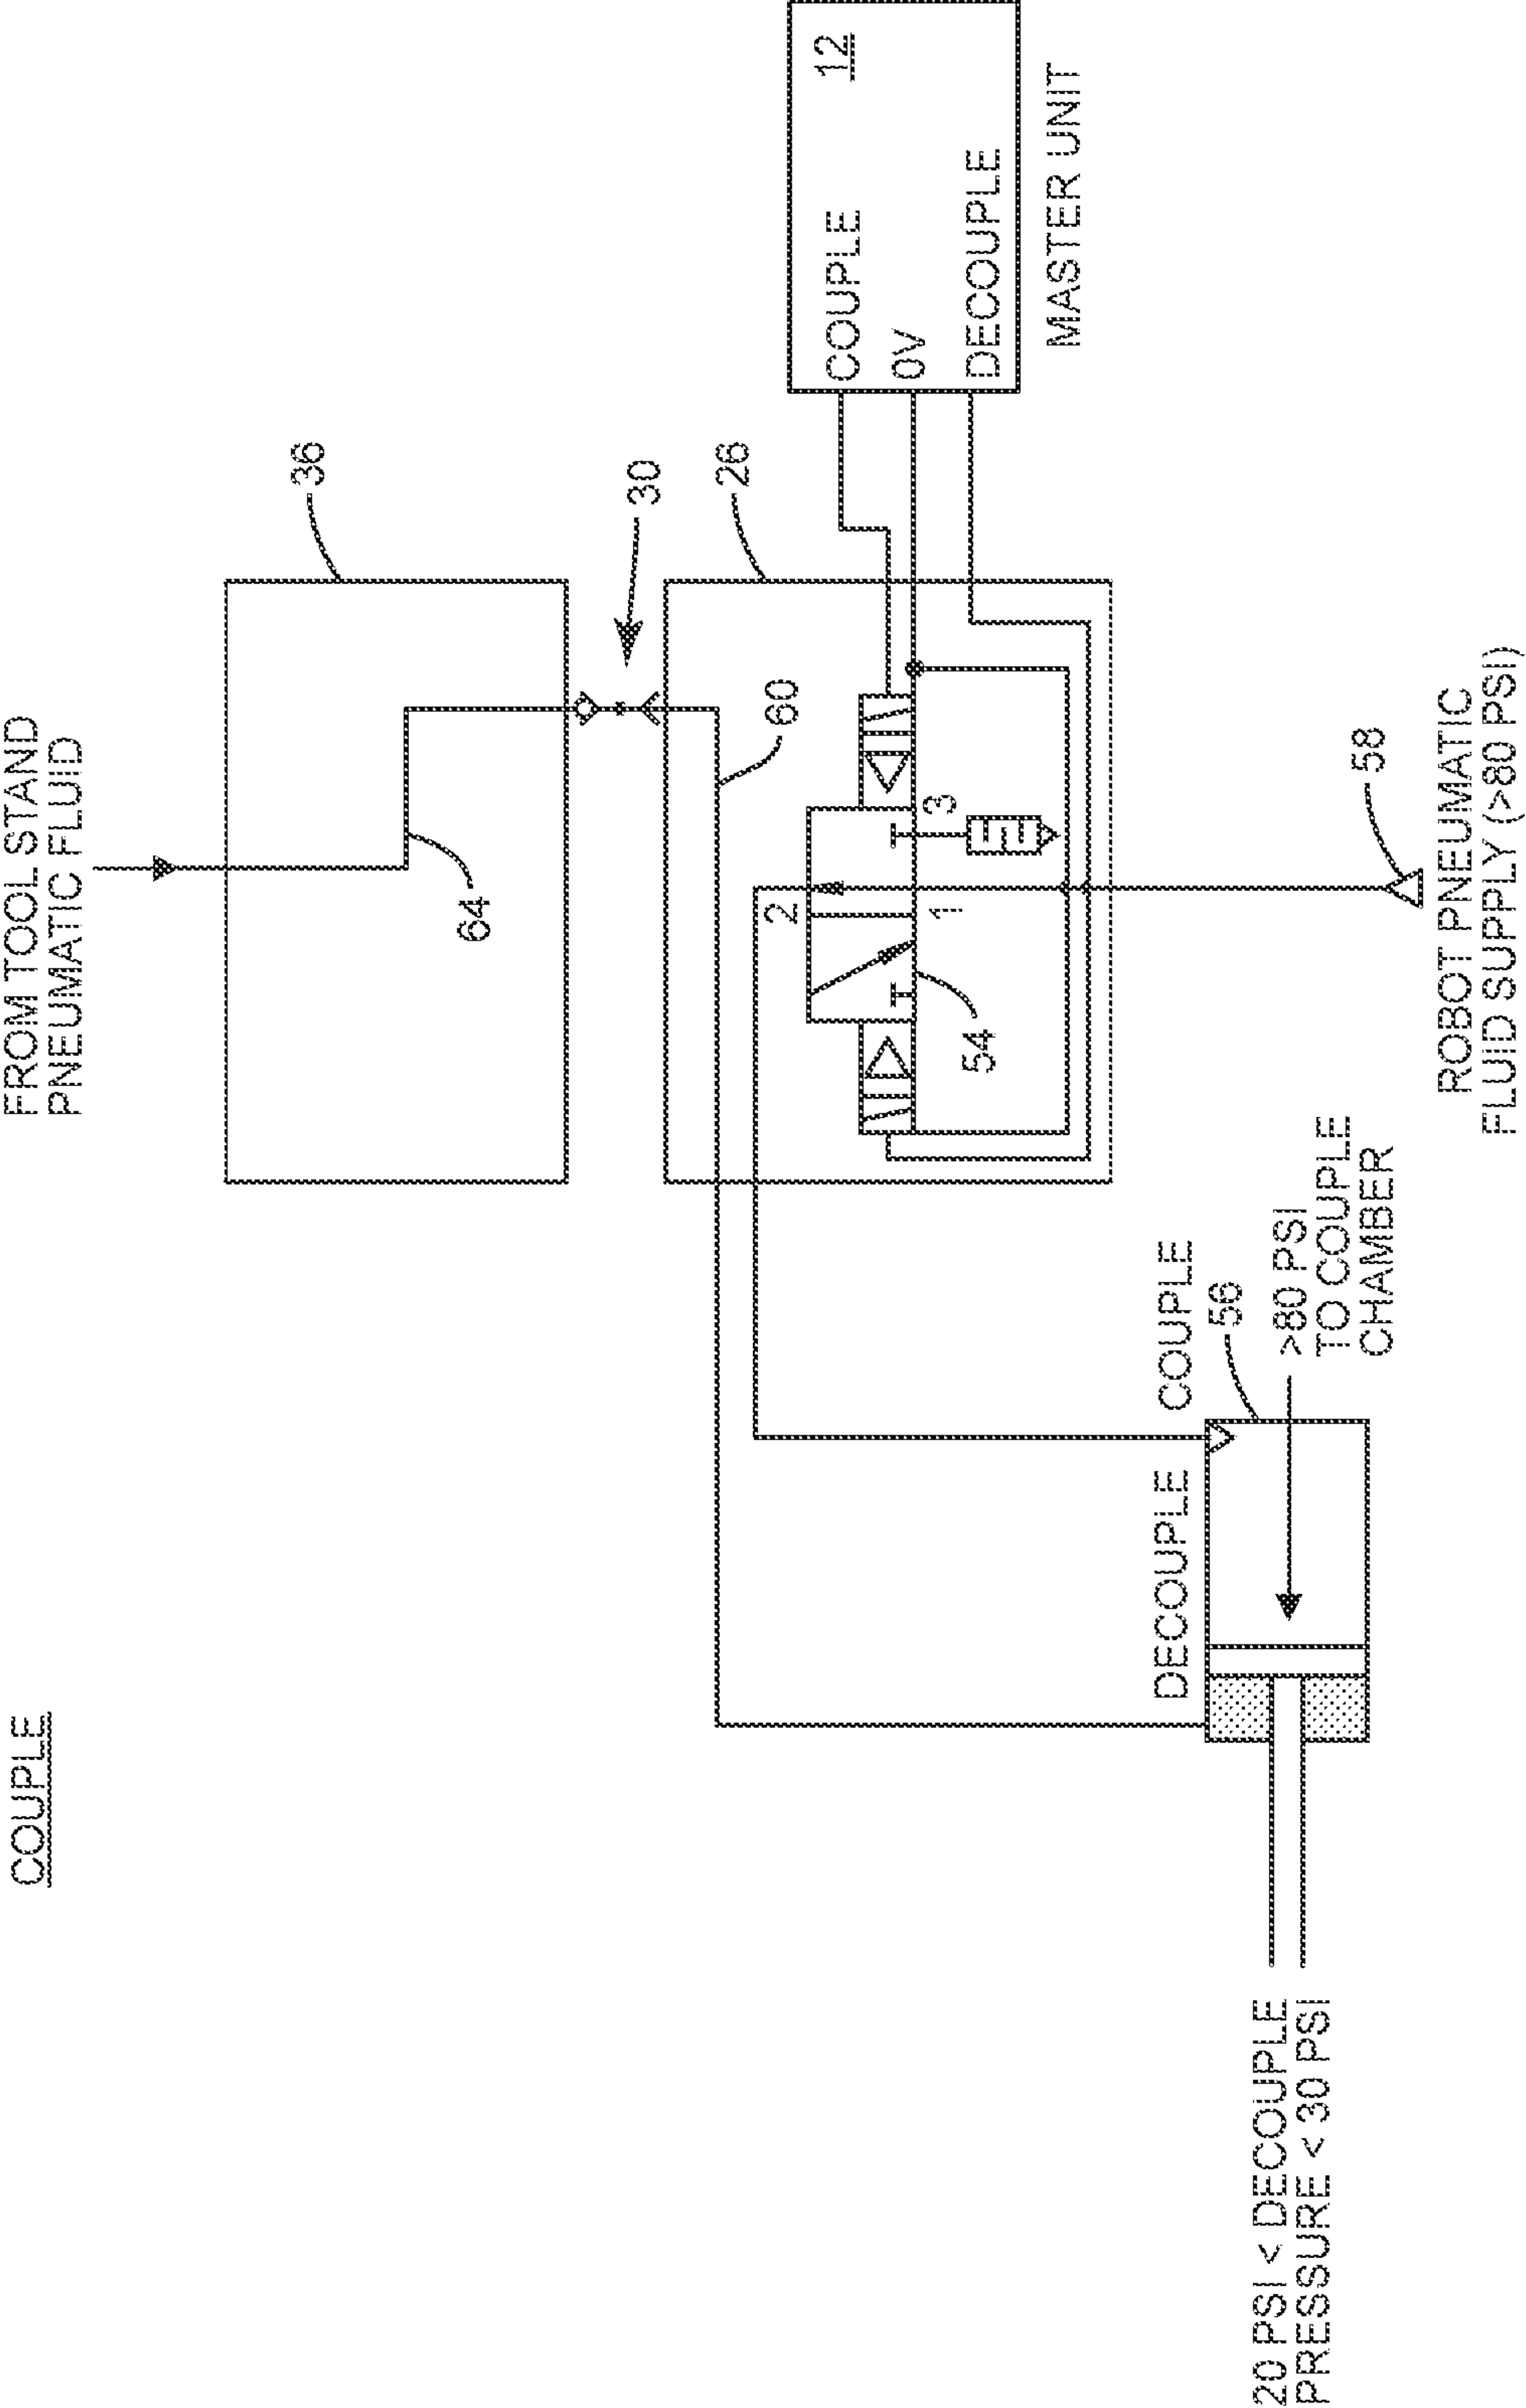 COUPLE
FROM TOOL STAND
PNEUMATIC FLUID
36
64
30
26
60
12
COUPLE
0V
DECOUPLE
MASTER UNIT
2
1
3
54
58
ROBOT PNEUMATIC
FLUID SUPPLY (>80 PSI)
DECOUPLE
COUPLE
56
>80 PSI
TO COUPLE
CHAMBER
20 PSI < DECOUPLE
PRESSURE < 30 PSI